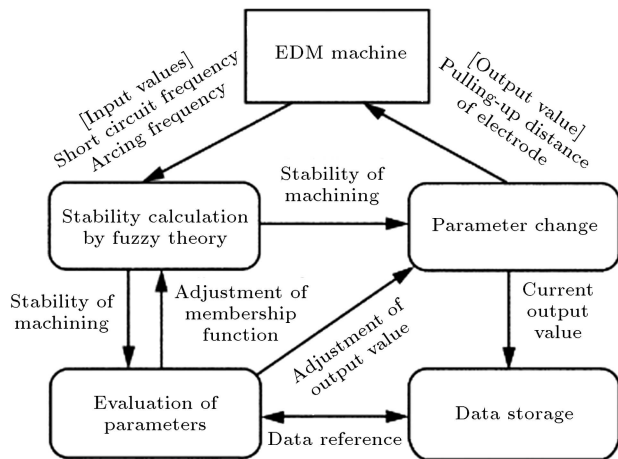 EDM machine
[Input values]
Short circuit frequency
Arcing frequency
[Output value]
Pulling-up distance
of electrode
Stability calculation
by fuzzy theory
Stability of
machining
Parameter change
Stability of
machining
Adjustment of
membership
function
Adjustment of
output value
Current
output
value
Evaluation of
parameters
Data reference
Data storage